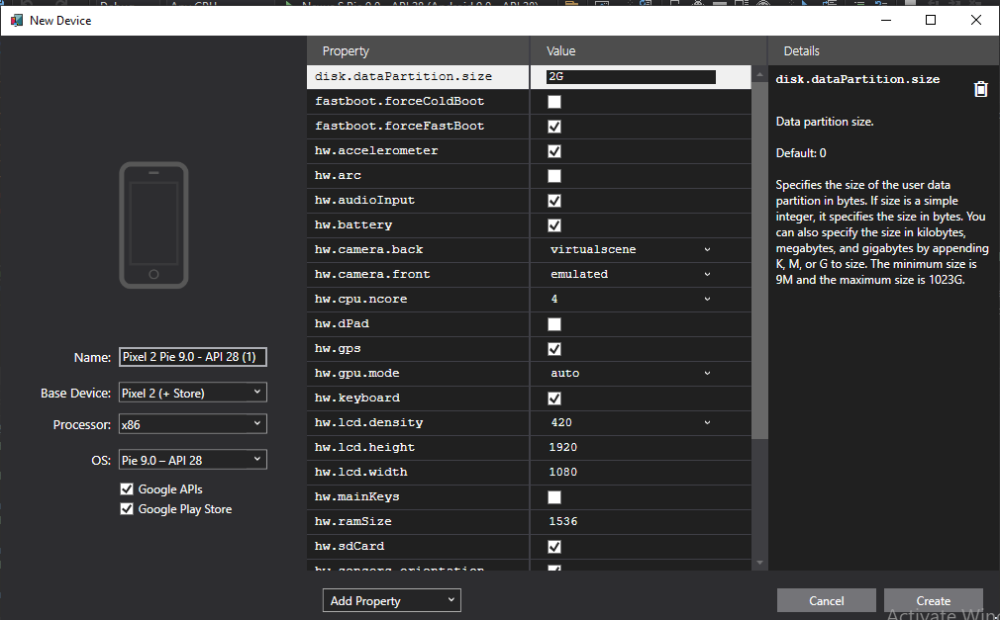 New Device
Property
Value
Details
disk.dataPartition.size
2G
fastboot.forceColdBoot
fastboot.forceFastBoot
hw.accelerometer
hw.arc
hw.audioInput
hw.battery
hw.camera.back
virtualscene
hw.camera.front
emulated
hw.cpu.ncore
4
hw.dPad
hw.gps
hw.gpu.mode
auto
hw.keyboard
hw.lcd.density
420
hw.lcd.height
1920
hw.lcd.width
1080
hw.mainKeys
hw.ramSize
1536
hw.sdCard
hw.sensors.orientation
disk.dataPartition.size
Data partition size.
Default: 0
Specifies the size of the user data
partition in bytes. If size is a simple
integer, it specifies the size in bytes. You
can also specify the size in kilobytes,
megabytes, and gigabytes by appending
K, M, or G to size. The minimum size is
9M and the maximum size is 1023G.
Name:
Pixel 2 Pie 9.0 - API 28 (1)
Base Device:
Pixel 2 (+ Store)
Processor:
x86
OS:
Pie 9.0 – API 28
Google APIs
Google Play Store
Add Property
Cancel
Create